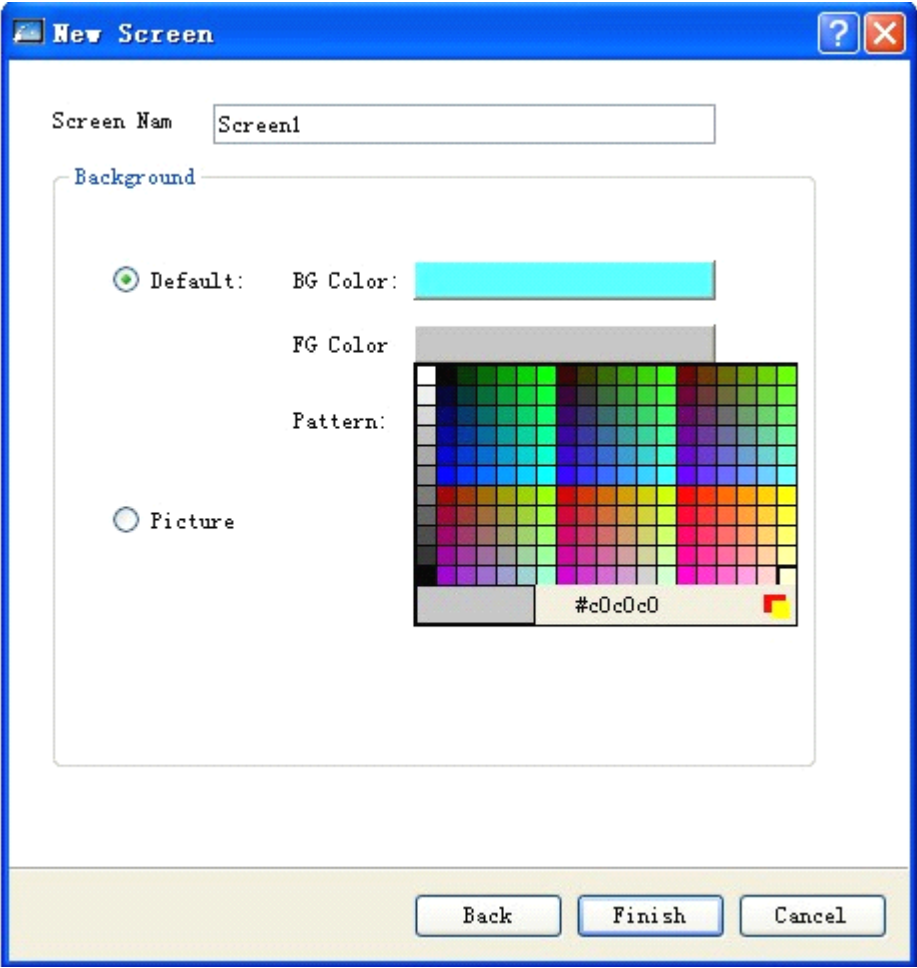 New Screen
Screen Nam Screen1
Background
Default: BG Color:
FG Color
Pattern:
Picture
#c0c0c0
Back Finish Cancel